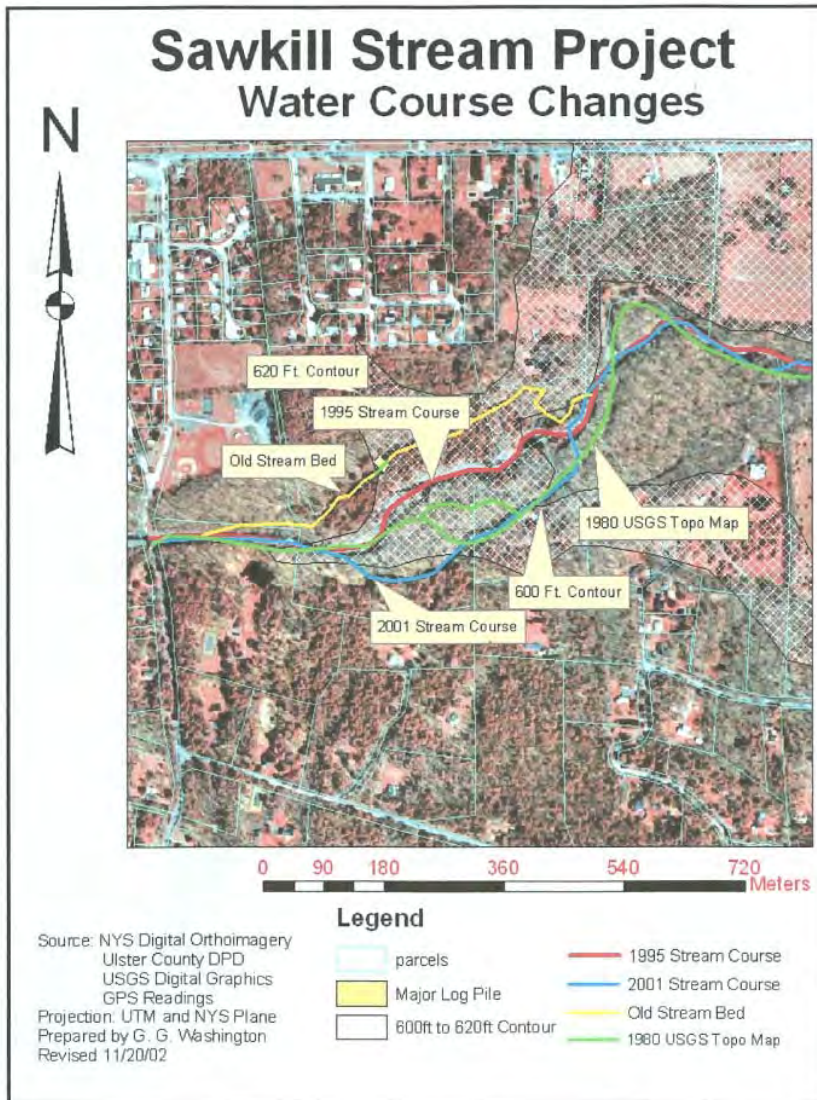 Sawkill Stream Project
Water Course Changes
N
620 Ft. Contour
1995 Stream Course
Old Stream Bed
1980 USGS Topo Map
600 Ft. Contour
2001 Stream Course
0 90 180 360 540 720
Meters
Legend
Source: NYS Digital Orthoimagery
Ulster County DPD
USGS Digital Graphics
GPS Readings
Projection: UTM and NYS Plane
Prepared by G. G. Washington
Revised 11/20/02
parcels
Major Log Pile
600ft to 620ft Contour
1995 Stream Course
2001 Stream Course
Old Stream Bed
1980 USGS Topo Map